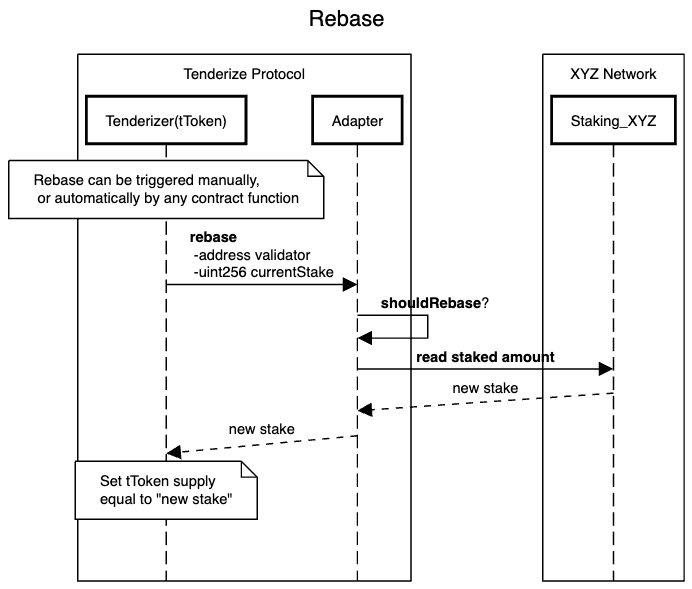 Rebase
Tenderize Protocol
XYZ Network
Tenderizer(tToken)
Adapter
Staking_XYZ
Rebase can be triggered manually,
or automatically by any contract function
rebase
-address validator
-uint256 currentStake
shouldRebase?
read staked amount
new stake
new stake
Set tToken supply
equal to "new stake"